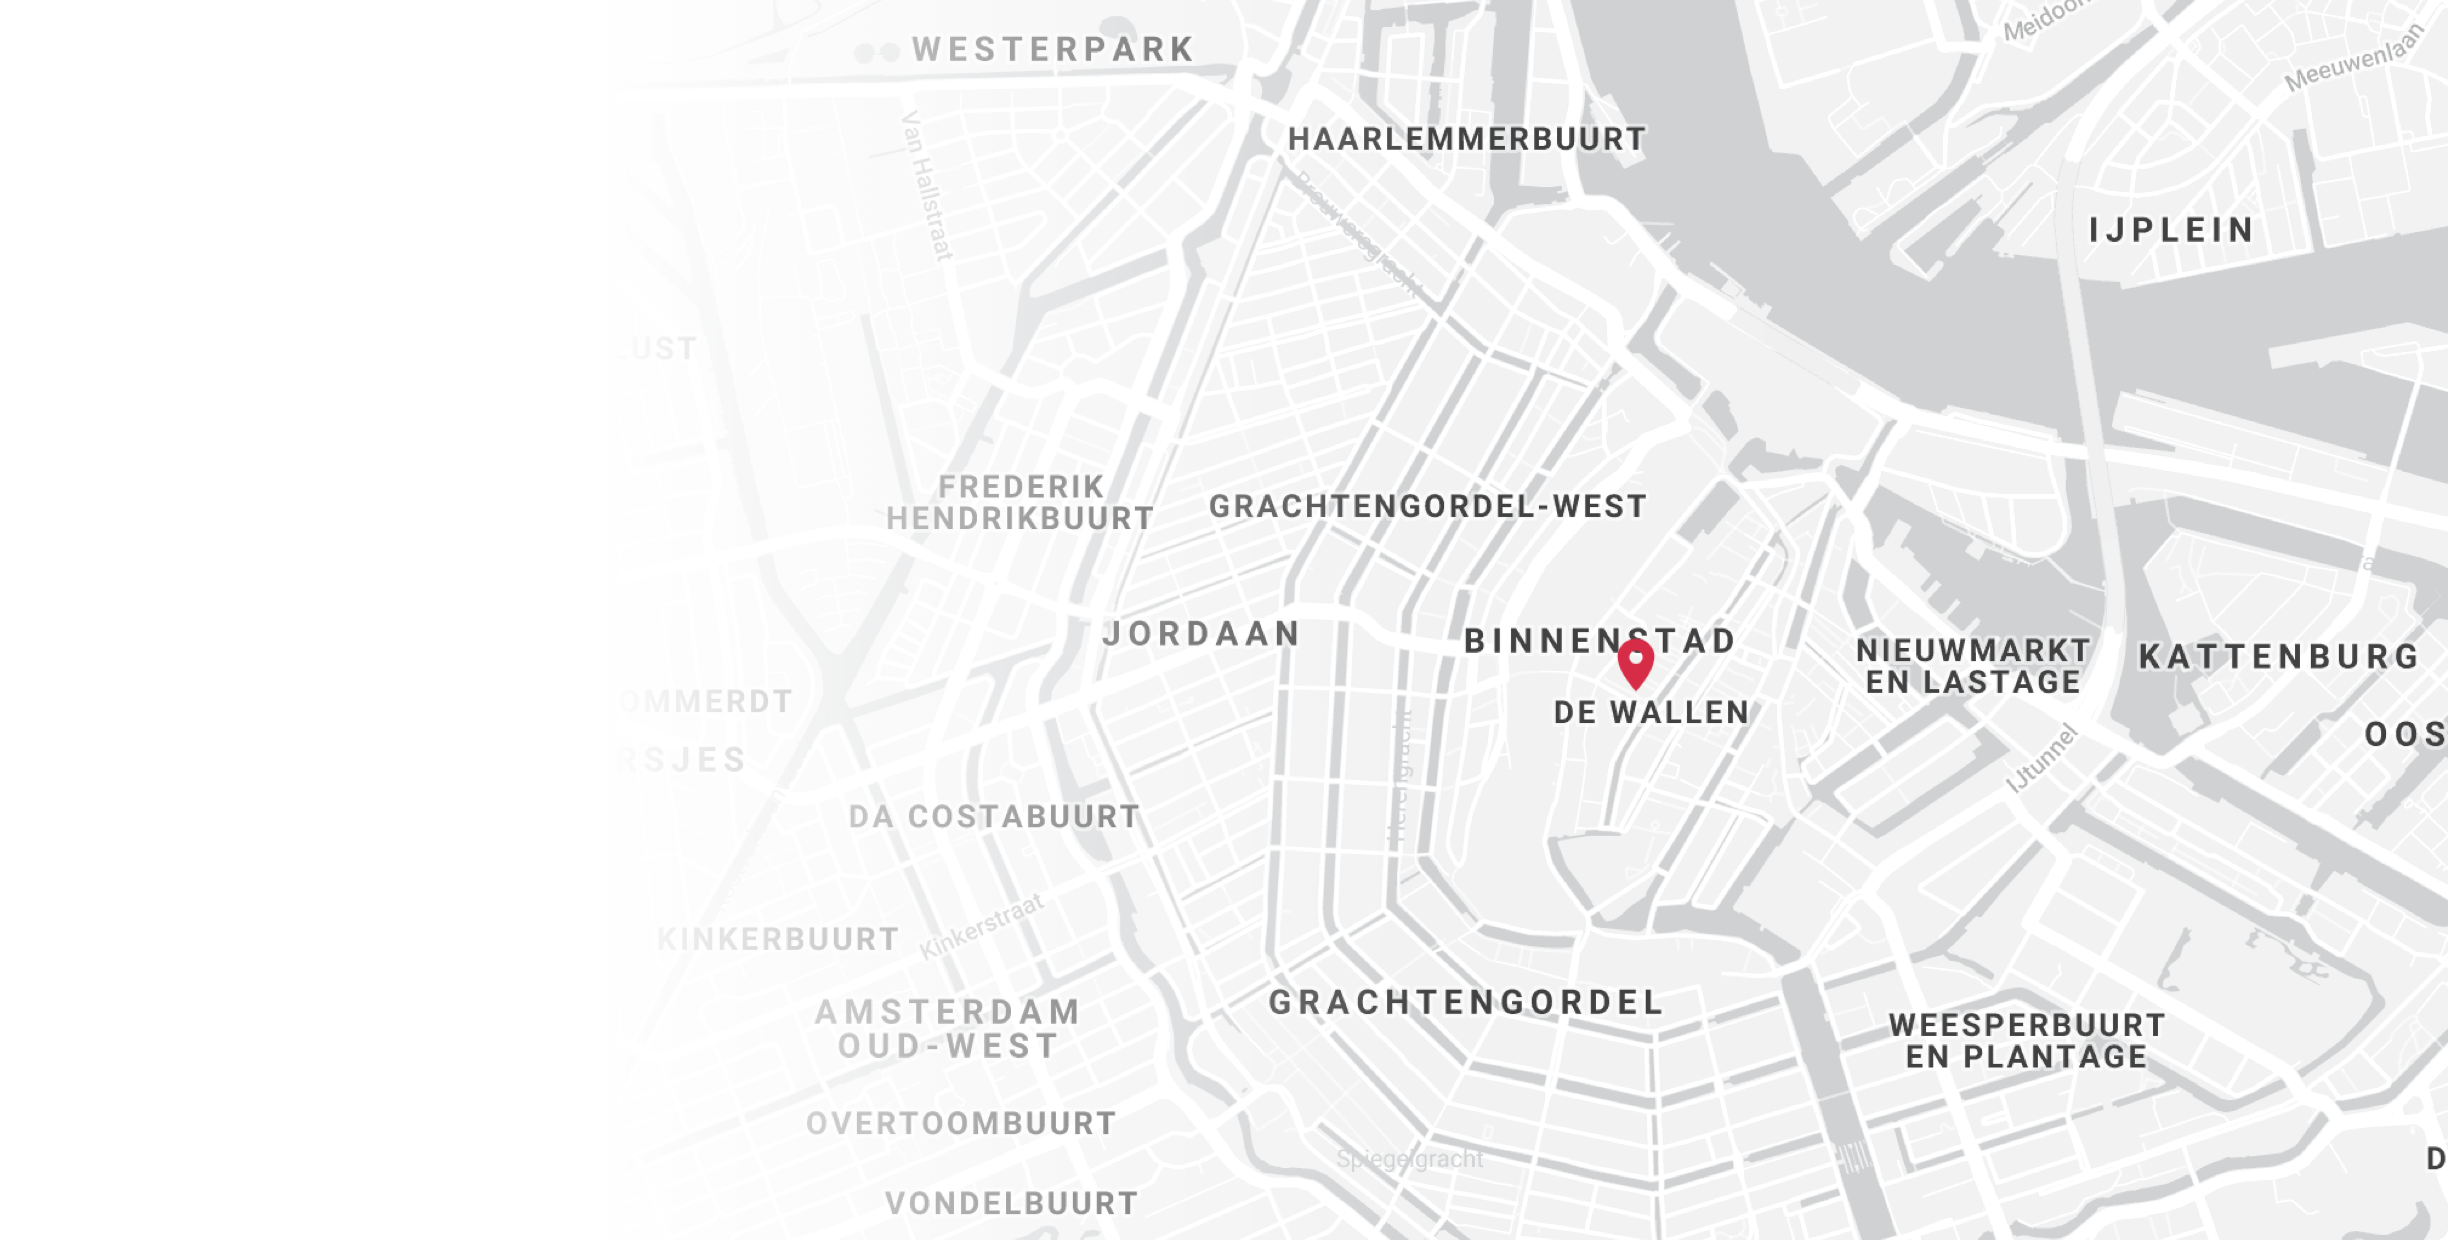 Meidoorn
WESTERPARK
Meeuwenlaan
HAARLEMMERBUURT
Van Hallstraat
Brouwersgracht
IJPLEIN
UST
FREDERIK
HENDRIKBUURT
GRACHTENGORDEL-WEST
JORDAAN
BINNENSTAD
NIEUWMARKT
EN LASTAGE
KATTENBURG
OMMERDT
DE WALLEN
OOS
RSJES
Herengracht
IJtunnel
DA COSTABUURT
Kinkerstraat
KINKERBUURT
GRACHTENGORDEL
AMSTERDAM
OUD-WEST
WEESPERBUURT
EN PLANTAGE
OVERTOOMBUURT
Spiegelgracht
D
VONDELBUURT